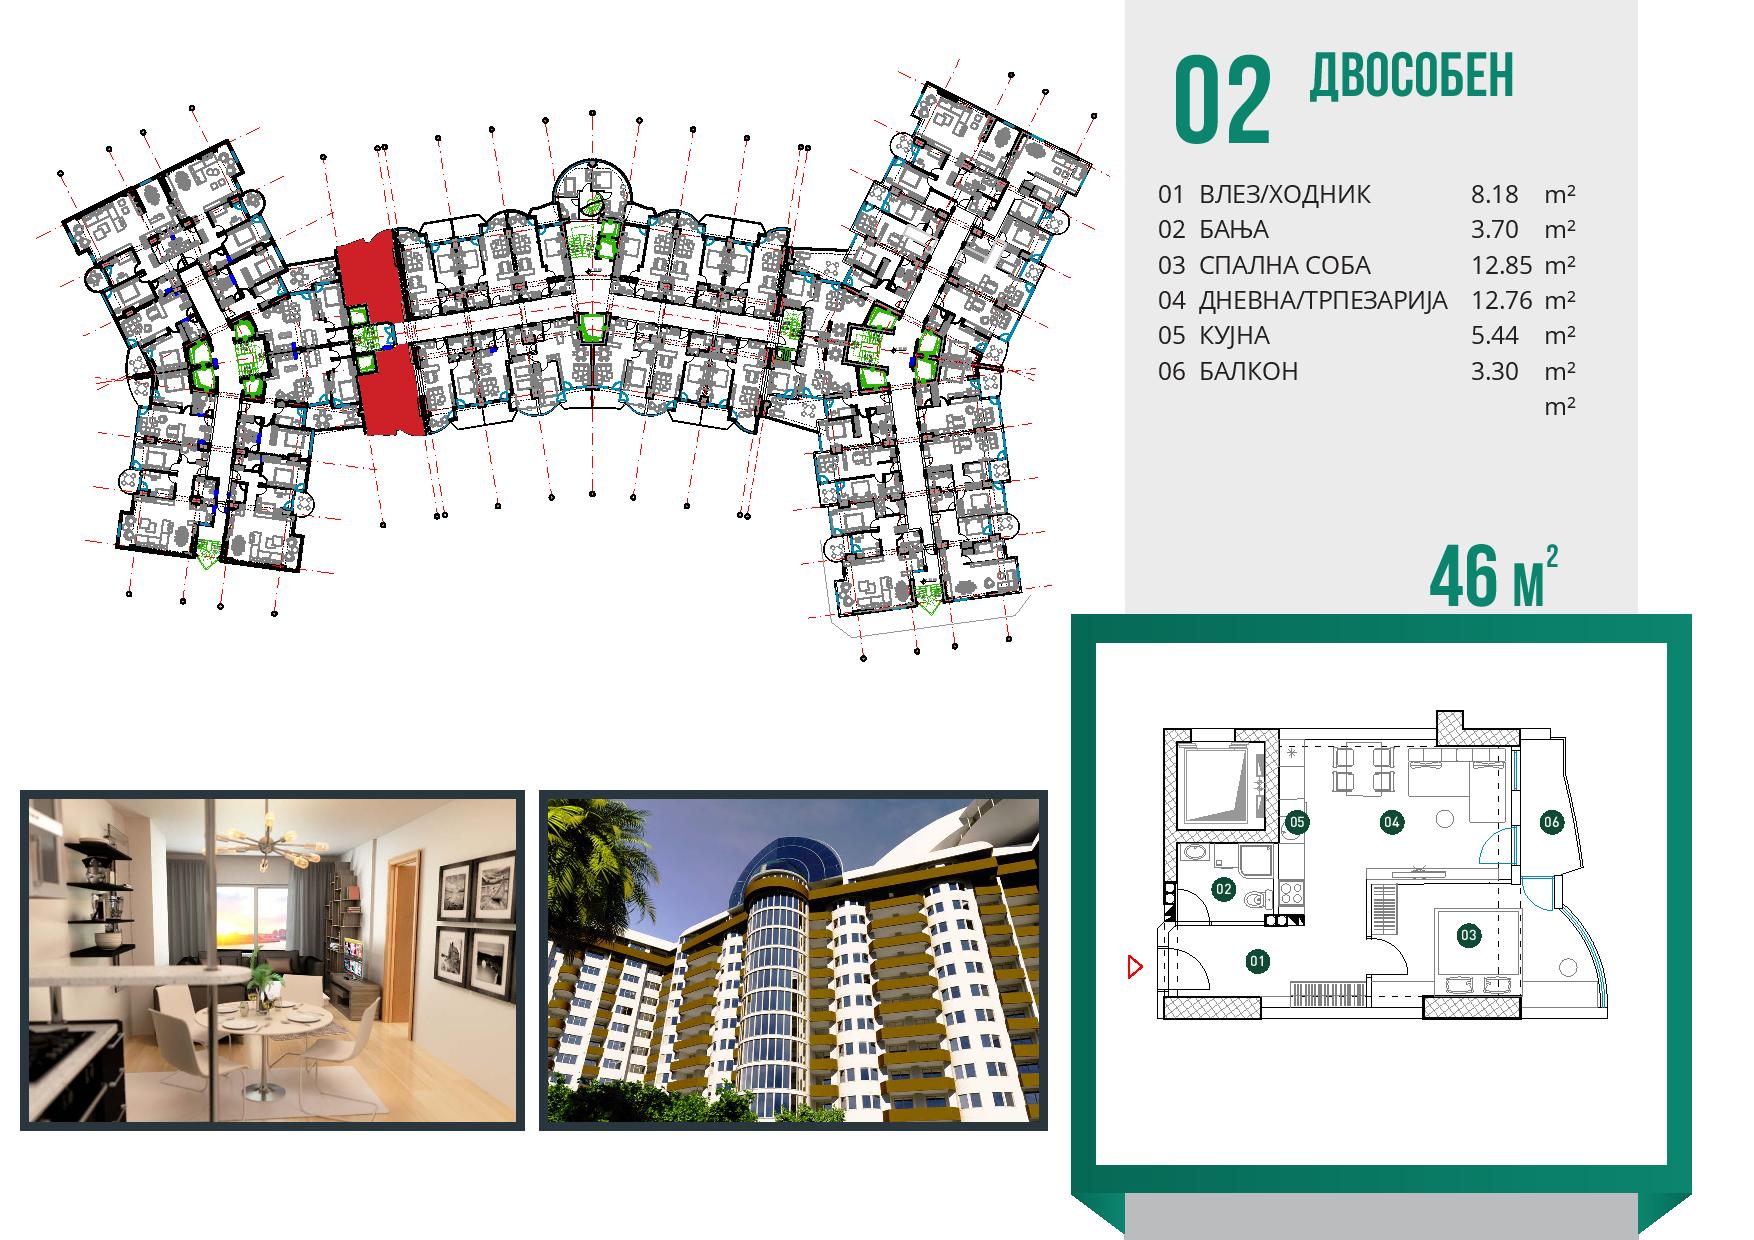 02 ДВОСОБЕН
01 ВЛЕЗ/ХОДНИК 8.18 m²
02 БАЊА 3.70 m²
03 СПАЛНА СОБА 12.85 m²
04 ДНЕВНА/ТРПЕЗАРИЈА 12.76 m²
05 КУЈНА 5.44 m²
06 БАЛКОН 3.30 m²
m²
46 м²
05
04
06
02
03
01